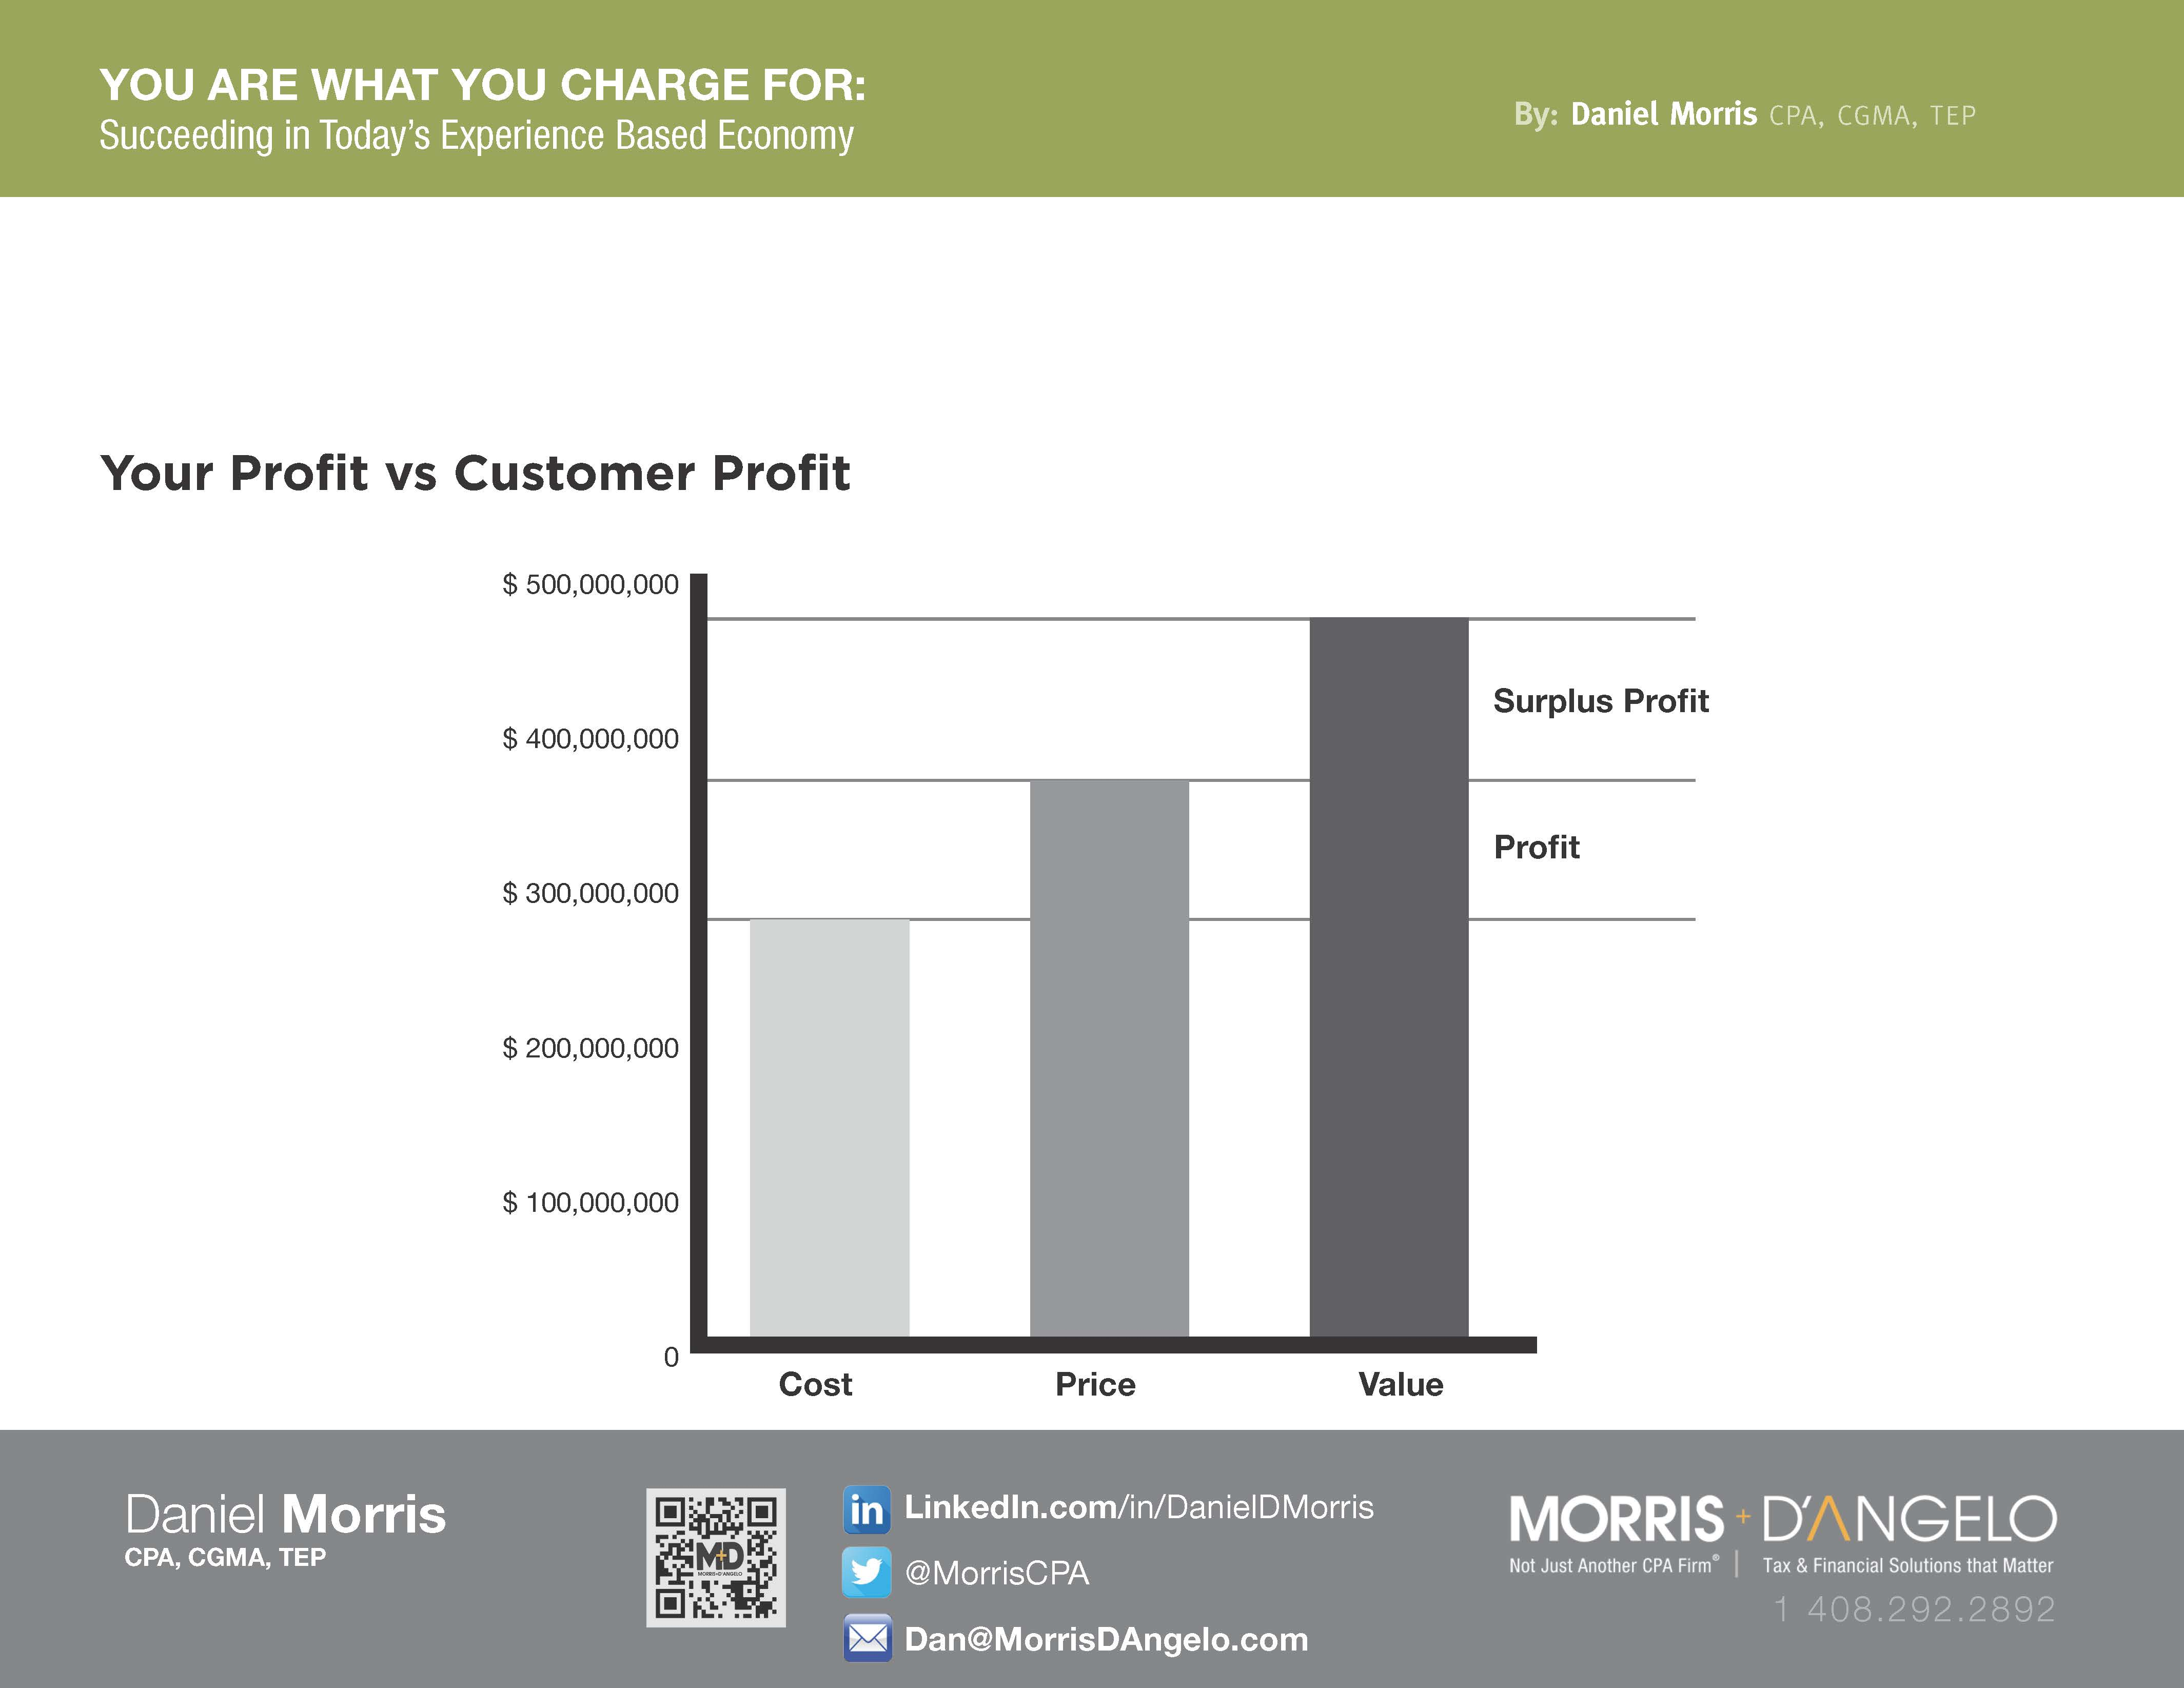 YOU ARE WHAT YOU CHARGE FOR:
Succeeding in Today's Experience Based Economy
By: Daniel Morris CPA, CGMA, TEP
Your Profit vs Customer Profit
$ 500,000,000
$ 400,000,000
$ 300,000,000
$ 200,000,000
$ 100,000,000
0
Surplus Profit
Profit
Cost
Price
Value
Daniel Morris
CPA, CGMA, TEP
M+D
MORRIS+D'ANGELO
in
LinkedIn.com/in/DanielDMorris
@MorrisCPA
Dan@MorrisDAngelo.com
MORRIS + D'ANGELO
Not Just Another CPA Firm® | Tax & Financial Solutions that Matter
1 408.292.2892